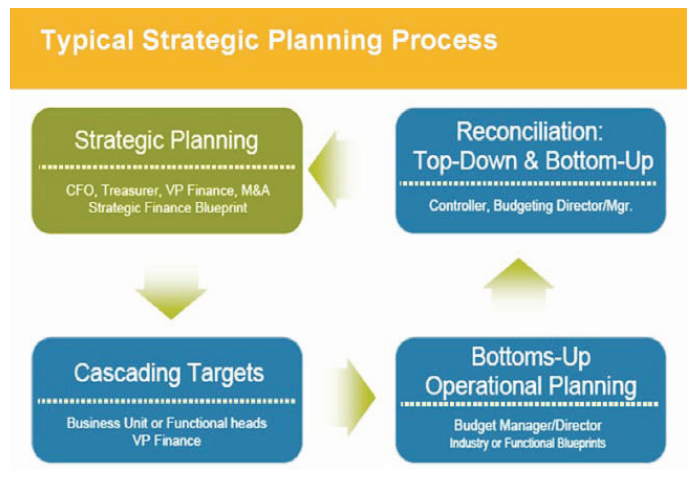 Typical Strategic Planning Process
Strategic Planning
CFO, Treasurer, VP Finance, M&A
Strategic Finance Blueprint
Reconciliation:
Top-Down & Bottom-Up
Controller, Budgeting Director/Mgr.
Cascading Targets
Business Unit or Functional heads
VP Finance
Bottoms-Up
Operational Planning
Budget Manager/Director
Industry or Functional Blueprints